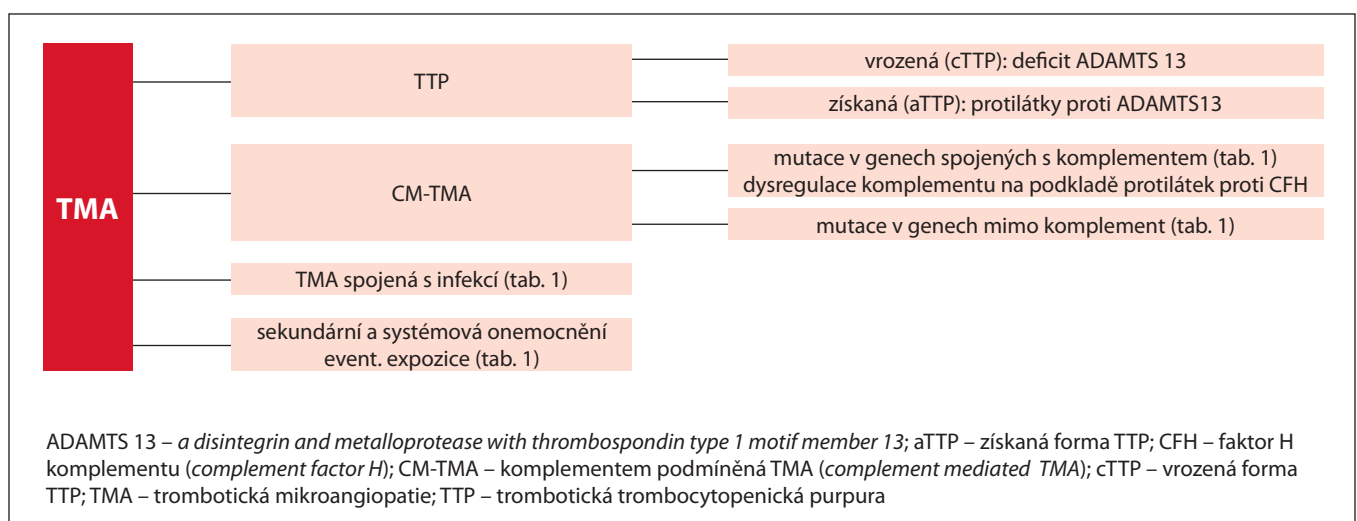 TMA
TTP
vrozená (cTTP): deficit ADAMTS 13
získaná (aTTP): protilátky proti ADAMTS13
CM-TMA
mutace v genech spojených s komplementem (tab. 1)
dysregulace komplementu na podkladě protilátek proti CFH
mutace v genech mimo komplement (tab. 1)
TMA spojená s infekcí (tab. 1)
sekundární a systémová onemocnění
event. expozice (tab. 1)
ADAMTS 13 – a disintegrin and metalloprotease with thrombospondin type 1 motif member 13; aTTP – získaná forma TTP; CFH – faktor H
komplementu (complement factor H); CM-TMA – komplementem podmíněná TMA (complement mediated TMA); cTTP – vrozená forma
TTP; TMA – trombotická mikroangiopatie; TTP – trombotická trombocytopenická purpura